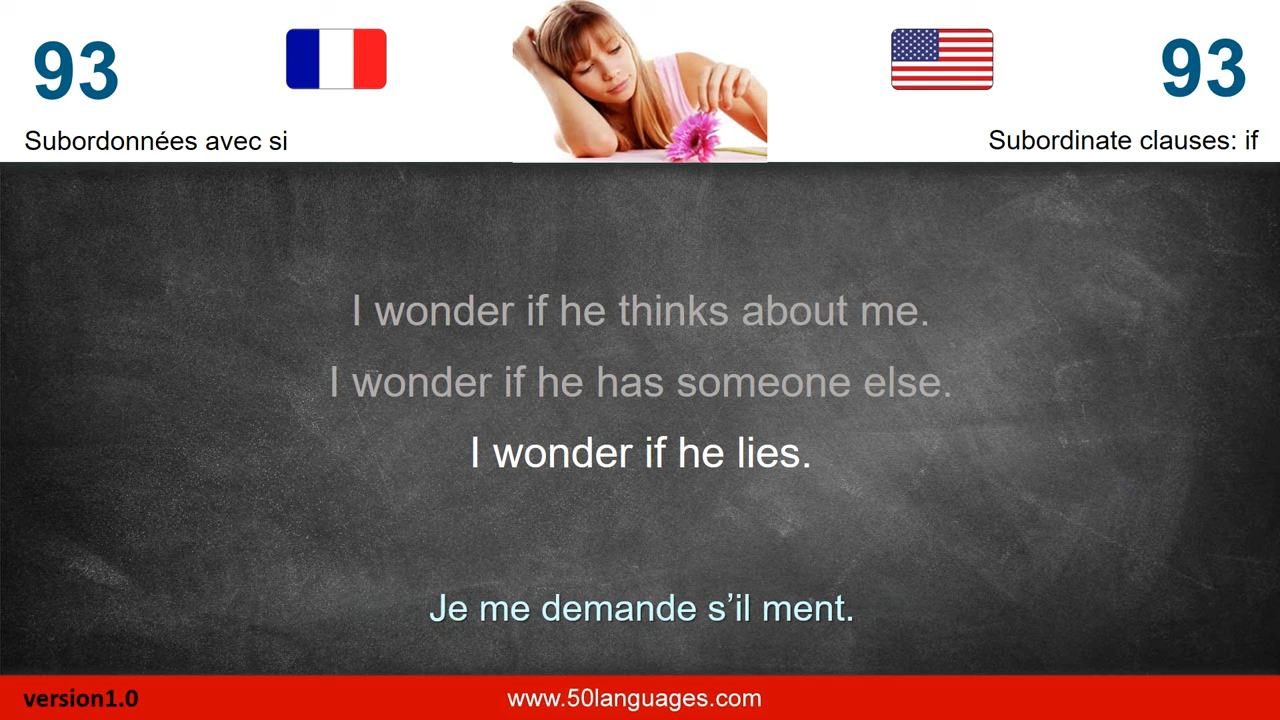 93
93
Subordonnées avec si
Subordinate clauses: if
I wonder if he thinks about me.
I wonder if he has someone else.
I wonder if he lies.
Je me demande s’il ment.
version1.0
www.50languages.com